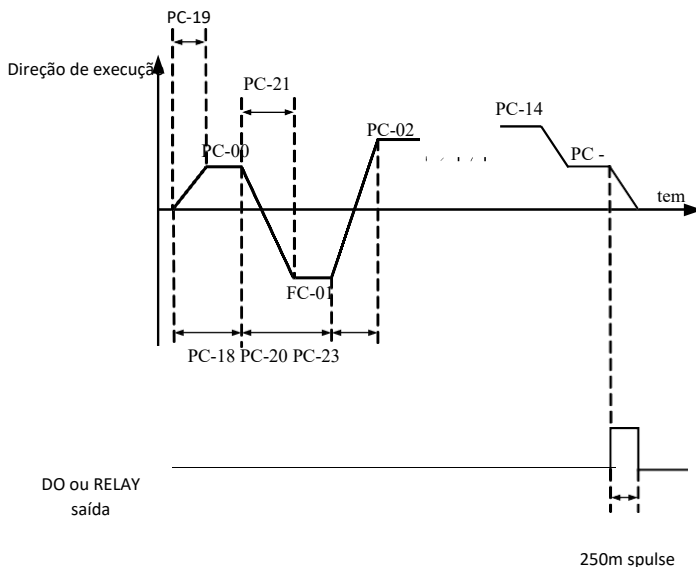 PC-19
Direção de execuçã
PC-21
PC-14
PC-02
PC-00
PC -
tem
FC-01
PC-18 PC-20 PC-23
DO ou RELAY
saída
250m spulse